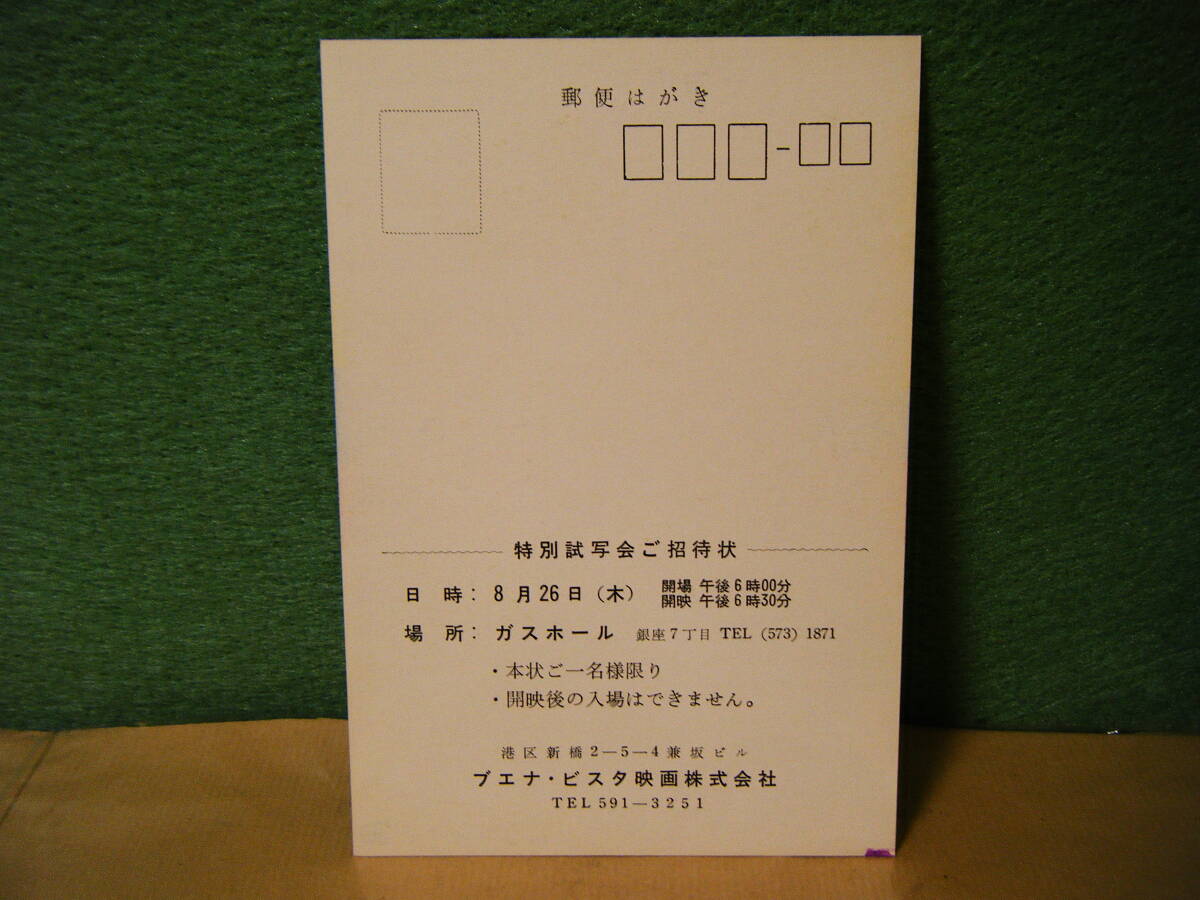 郵便はがき
特別試写会ご招待状
日 時: 8月26日(木) 開場 午後6時00分
開映 午後6時30分
場 所: ガスホール 銀座7丁目 TEL (573) 1871
・本状ご一名様限り
・開映後の入場はできません。
港区新橋2—5—4兼坂ビル
ブエナ・ビスタ映画株式会社
TEL 591—3251